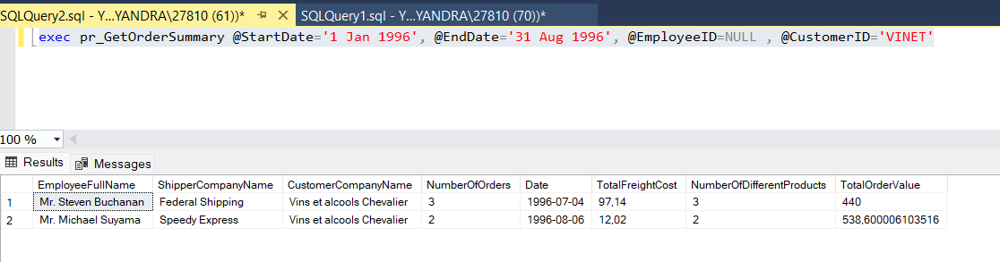 SQLQuery2.sql - Y...YANDRA\27810 (61))* SQLQuery1.sql - Y...YANDRA\27810 (70))*
exec pr_GetOrderSummary @StartDate='1 Jan 1996', @EndDate='31 Aug 1996', @EmployeeID=NULL , @CustomerID='VINET'
100 %
Results Messages
EmployeeFullName ShipperCompanyName CustomerCompanyName NumberOfOrders Date TotalFreightCost NumberOfDifferentProducts TotalOrderValue
1 Mr. Steven Buchanan Federal Shipping Vins et alcools Chevalier 3 1996-07-04 97,14 3 440
2 Mr. Michael Suyama Speedy Express Vins et alcools Chevalier 2 1996-08-06 12,02 2 538,600006103516